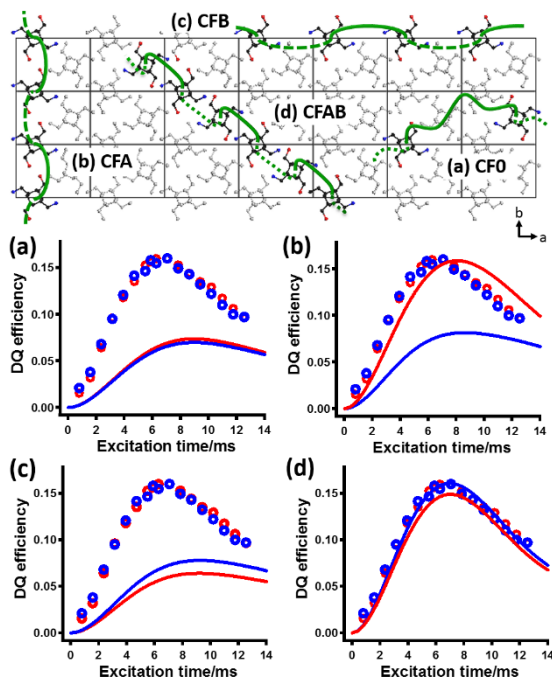 (c) CFB
(d) CFAB
(b) CFA
(a) CF0
b
a
(a)
DQ efficiency
0.15
0.10
0.05
0.00
0 2 4 6 8 10 12 14
Excitation time/ms
(b)
DQ efficiency
0.15
0.10
0.05
0.00
0 2 4 6 8 10 12 14
Excitation time/ms
(c)
DQ efficiency
0.15
0.10
0.05
0.00
0 2 4 6 8 10 12 14
Excitation time/ms
(d)
DQ efficiency
0.15
0.10
0.05
0.00
0 2 4 6 8 10 12 14
Excitation time/ms